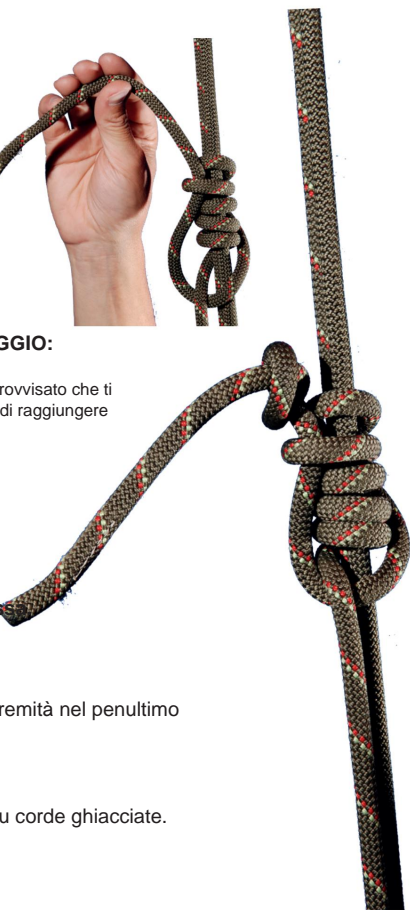 GGIO:
rovvisato che ti
di raggiungere
remità nel penultimo
u corde ghiacciate.